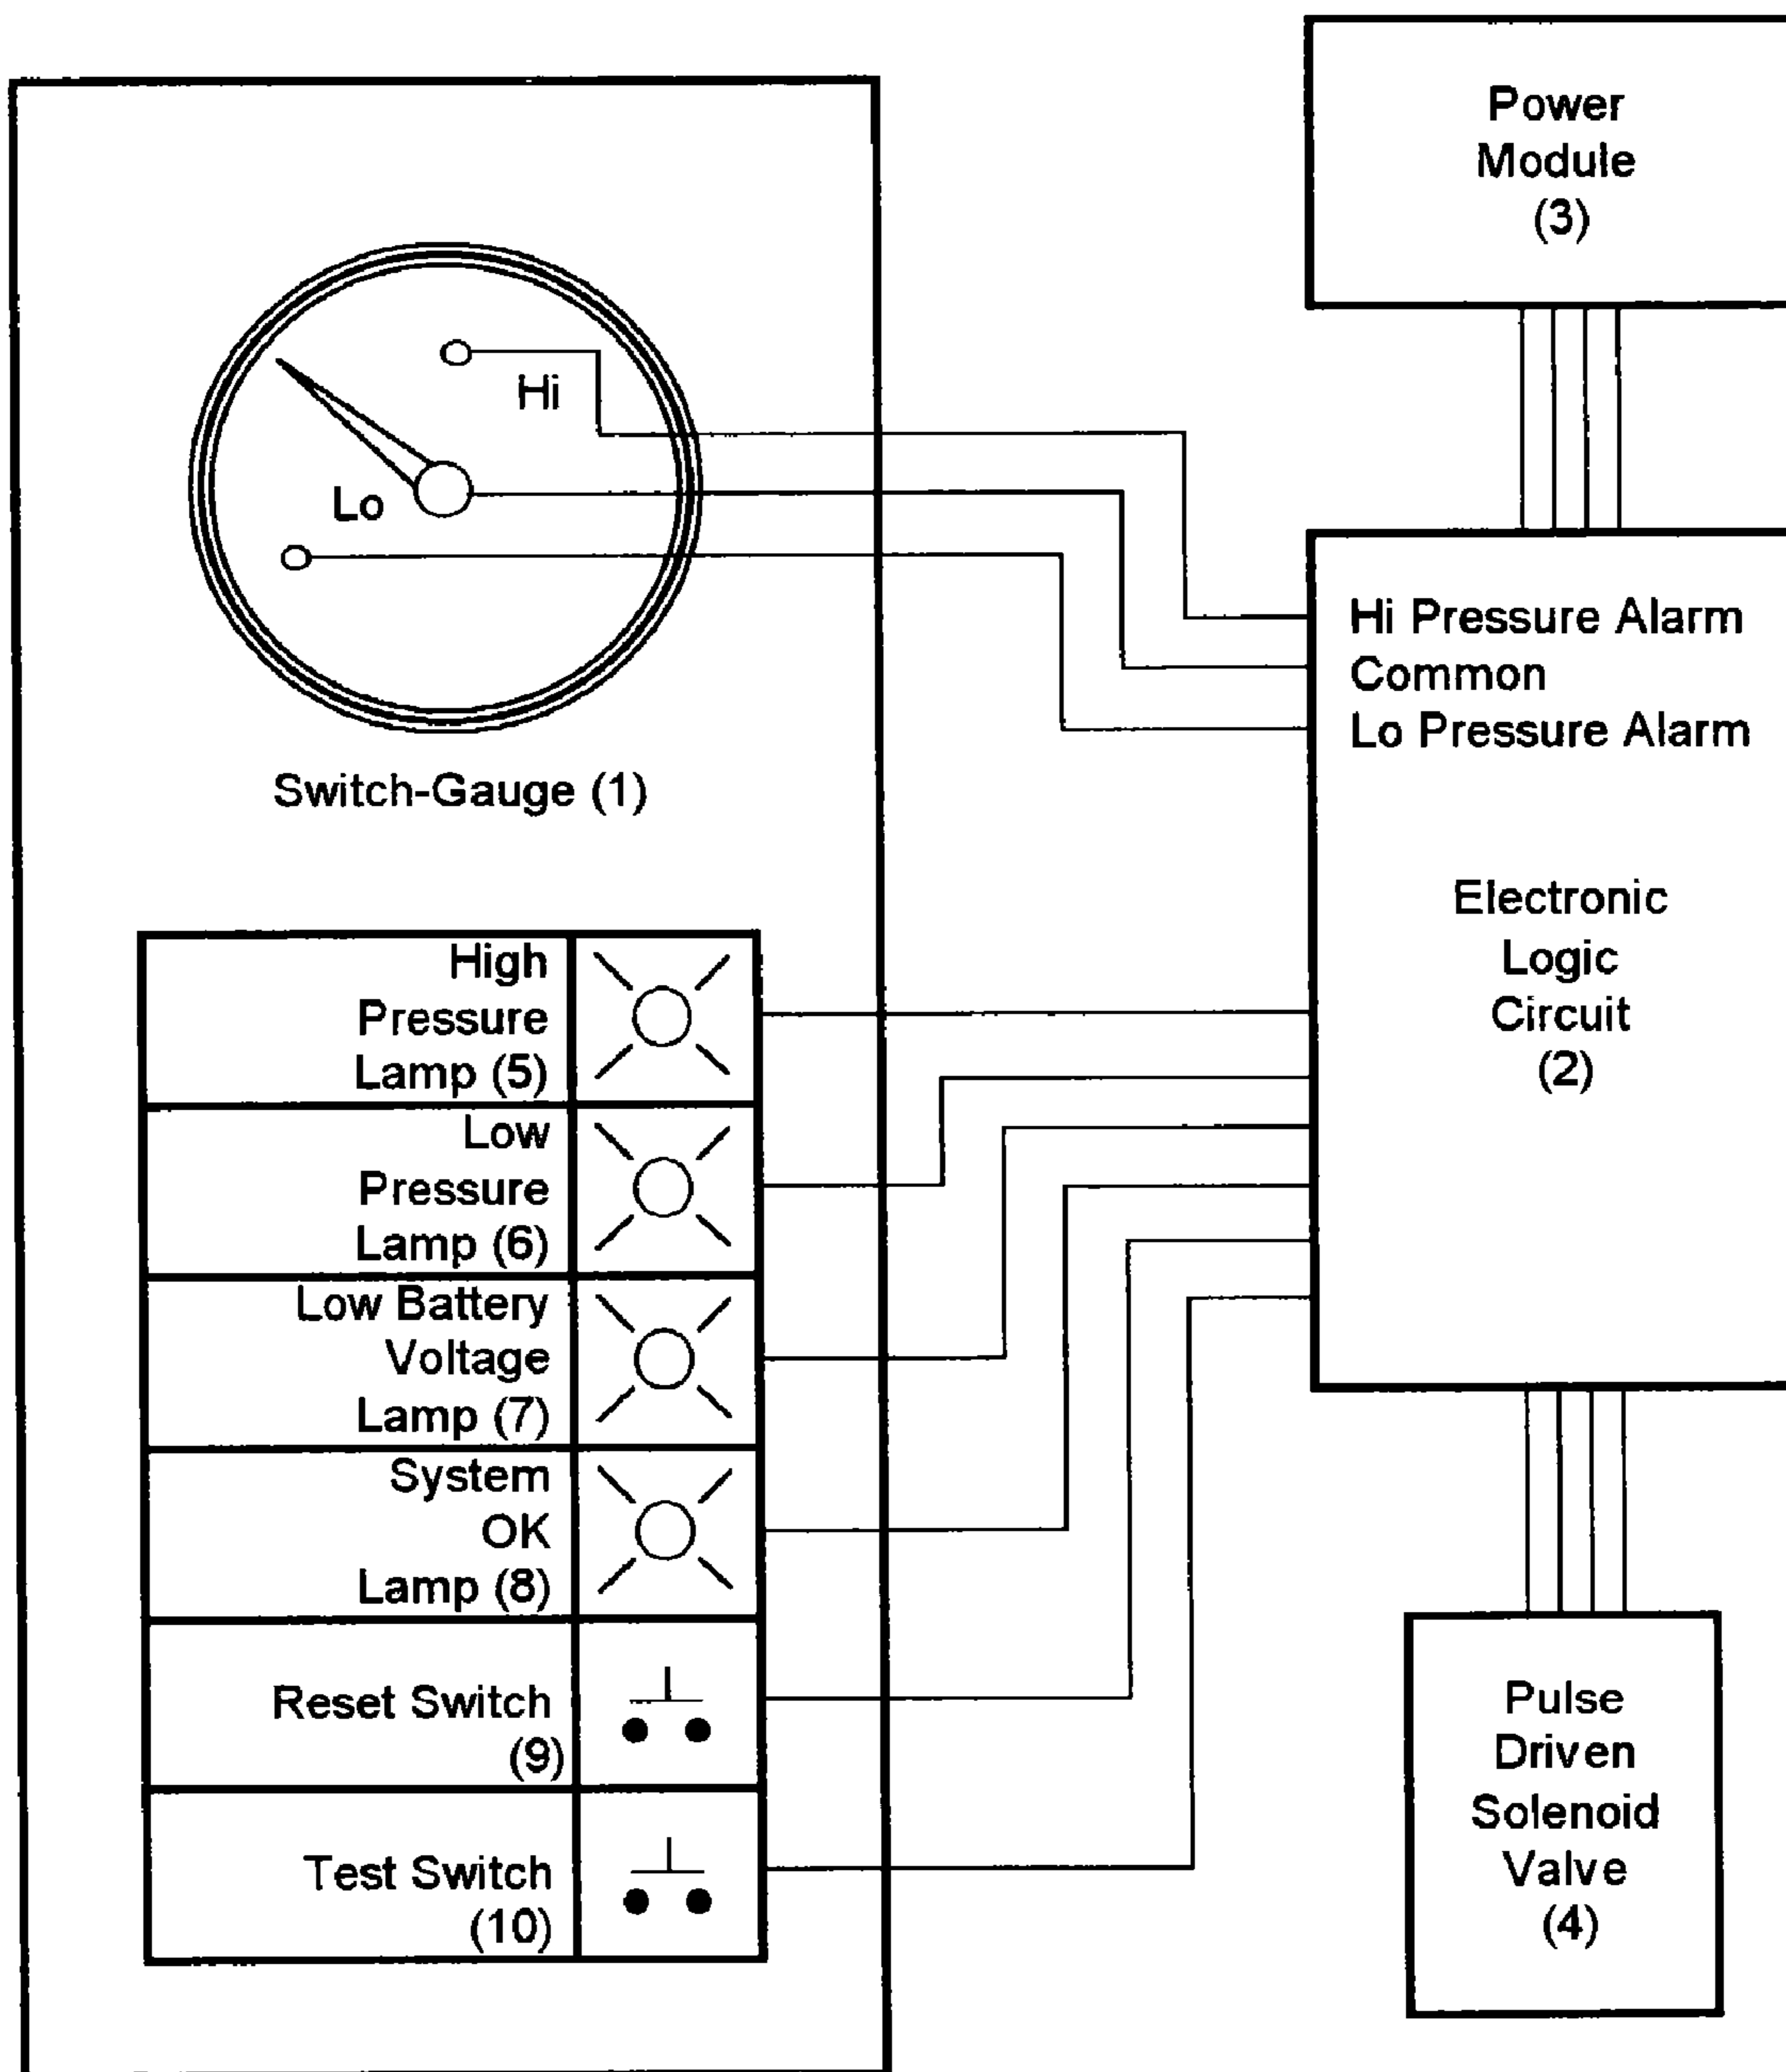 Power
Module
(3)
Hi
Lo
Switch-Gauge (1)
Hi Pressure Alarm
Common
Lo Pressure Alarm
Electronic
Logic
Circuit
(2)
High
Pressure
Lamp (5)
Low
Pressure
Lamp (6)
Low Battery
Voltage
Lamp (7)
System
OK
Lamp (8)
Reset Switch
(9)
Test Switch
(10)
Pulse
Driven
Solenoid
Valve
(4)